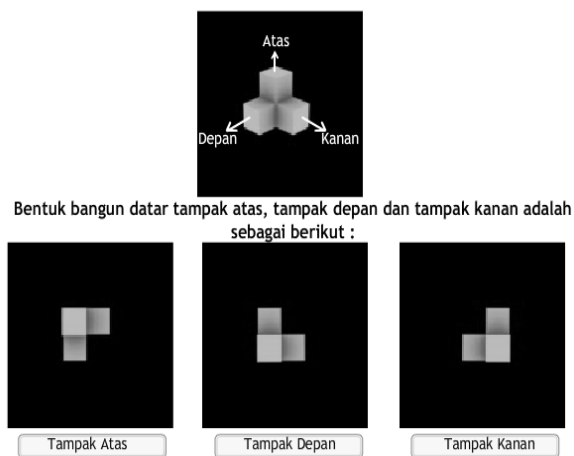 Atas
Depan
Kanan
Bentuk bangun datar tampak atas, tampak depan dan tampak kanan adalah
sebagai berikut :
Tampak Atas
Tampak Depan
Tampak Kanan